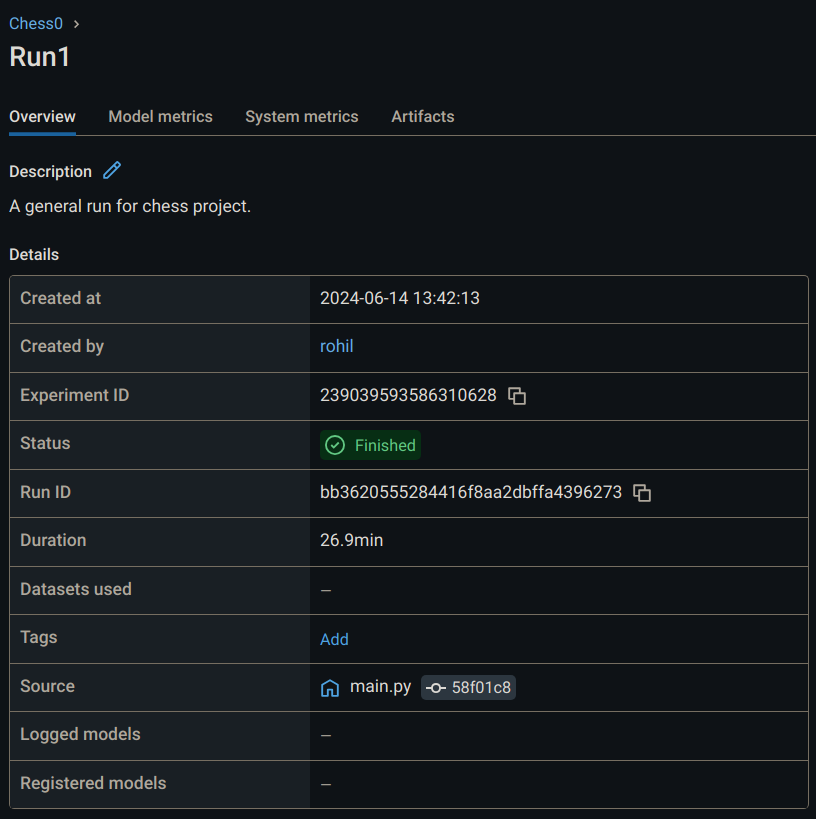 Chess0 >
Run1
Overview Model metrics System metrics Artifacts
Description
A general run for chess project.
Details
Created at 2024-06-14 13:42:13
Created by rohil
Experiment ID 239039593586310628
Status Finished
Run ID bb3620555284416f8aa2dbffa4396273
Duration 26.9min
Datasets used —
Tags Add
Source main.py 58f01c8
Logged models —
Registered models —